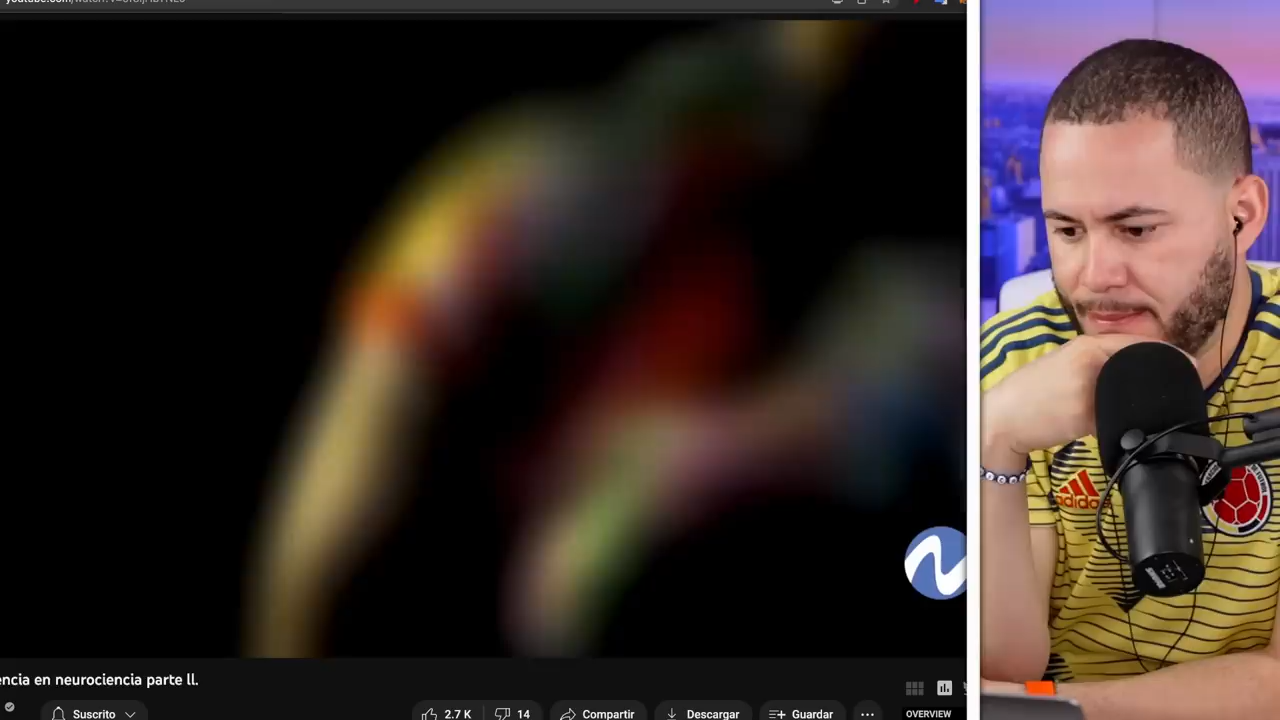 encia en neurociencia parte ll.
Suscrito
2.7 K
14
Compartir
Descargar
Guardar
OVERVIEW
adidas